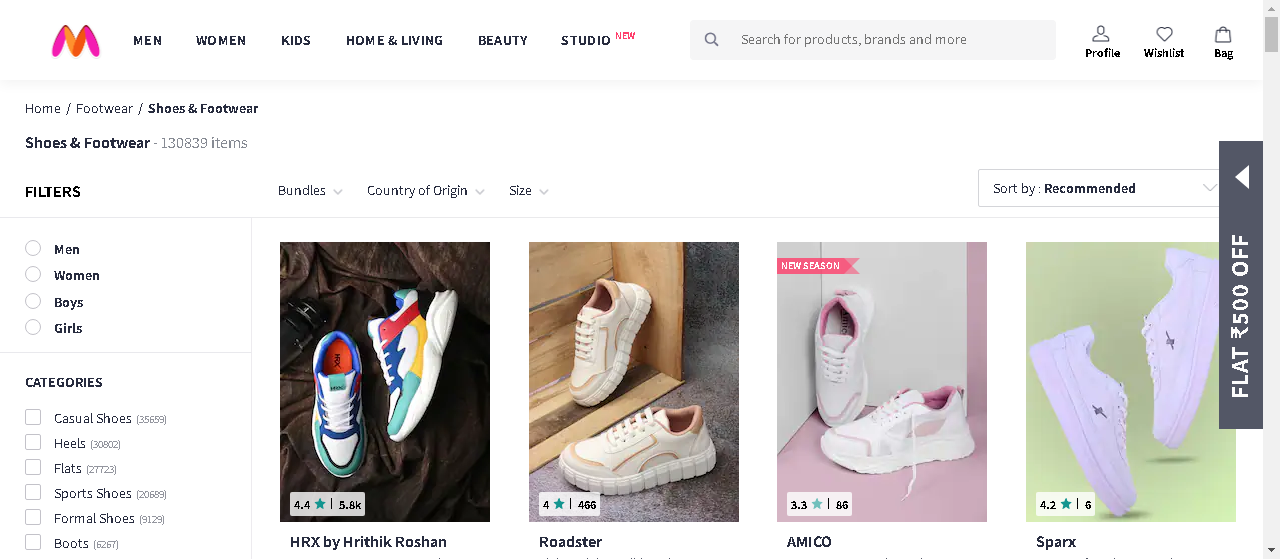 MEN WOMEN KIDS HOME & LIVING BEAUTY STUDIO NEW
Search for products, brands and more
Profile Wishlist Bag
Home / Footwear / Shoes & Footwear
Shoes & Footwear - 130839 items
FILTERS
Bundles Country of Origin Size
Sort by : Recommended
FLAT ₹500 OFF
Men
Women
Boys
Girls
CATEGORIES
Casual Shoes (35659)
Heels (30802)
Flats (27723)
Sports Shoes (20689)
Formal Shoes (9129)
Boots (6267)
HRX
4.4 | 5.8k
HRX by Hrithik Roshan
4 | 466
Roadster
NEW SEASON
3.3 | 86
AMICO
4.2 | 6
Sparx